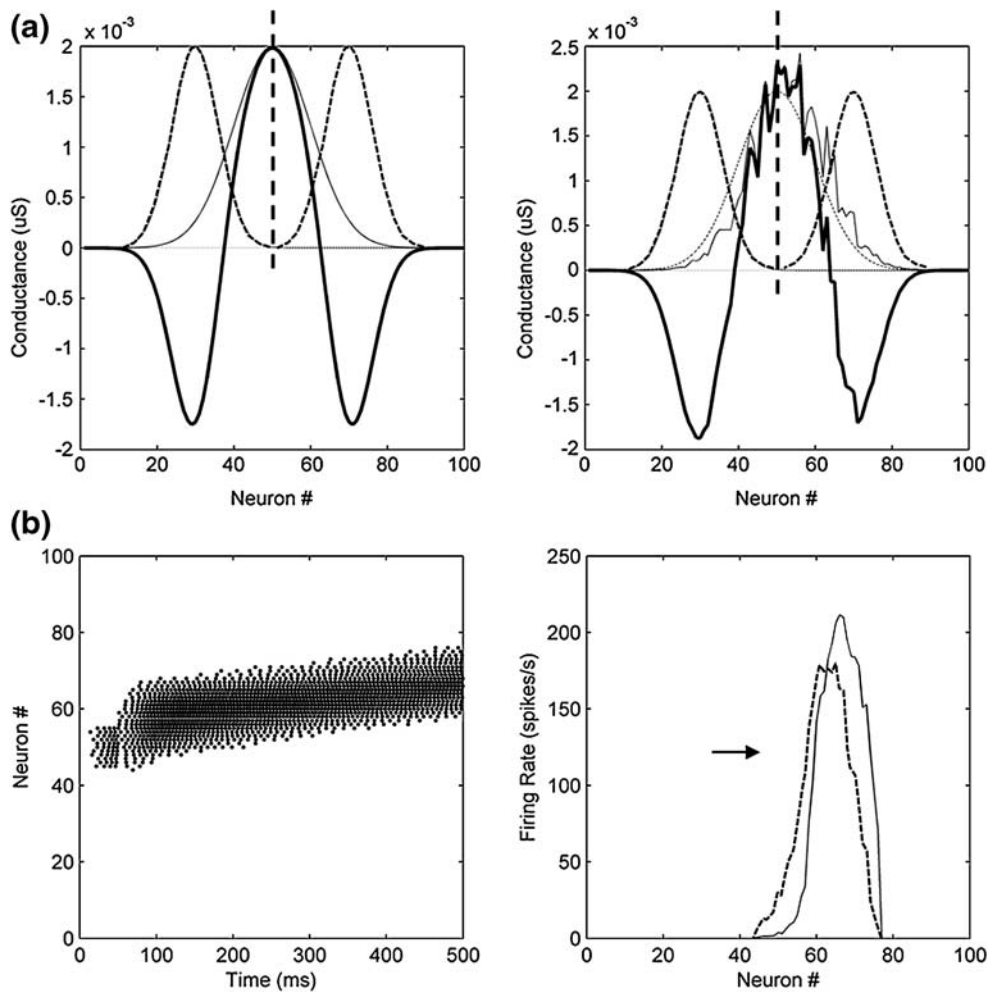 (a)
x 10⁻³
2
1.5
1
0.5
0
-0.5
-1
-1.5
-2
0 20 40 60 80 100
Conductance (uS)
Neuron #
x 10⁻³
2.5
2
1.5
1
0.5
0
-0.5
-1
-1.5
-2
0 20 40 60 80 100
Conductance (uS)
Neuron #
(b)
100
80
60
40
20
0
0 100 200 300 400 500
Neuron #
Time (ms)
250
200
150
100
50
0
0 20 40 60 80 100
Firing Rate (spikes/s)
Neuron #